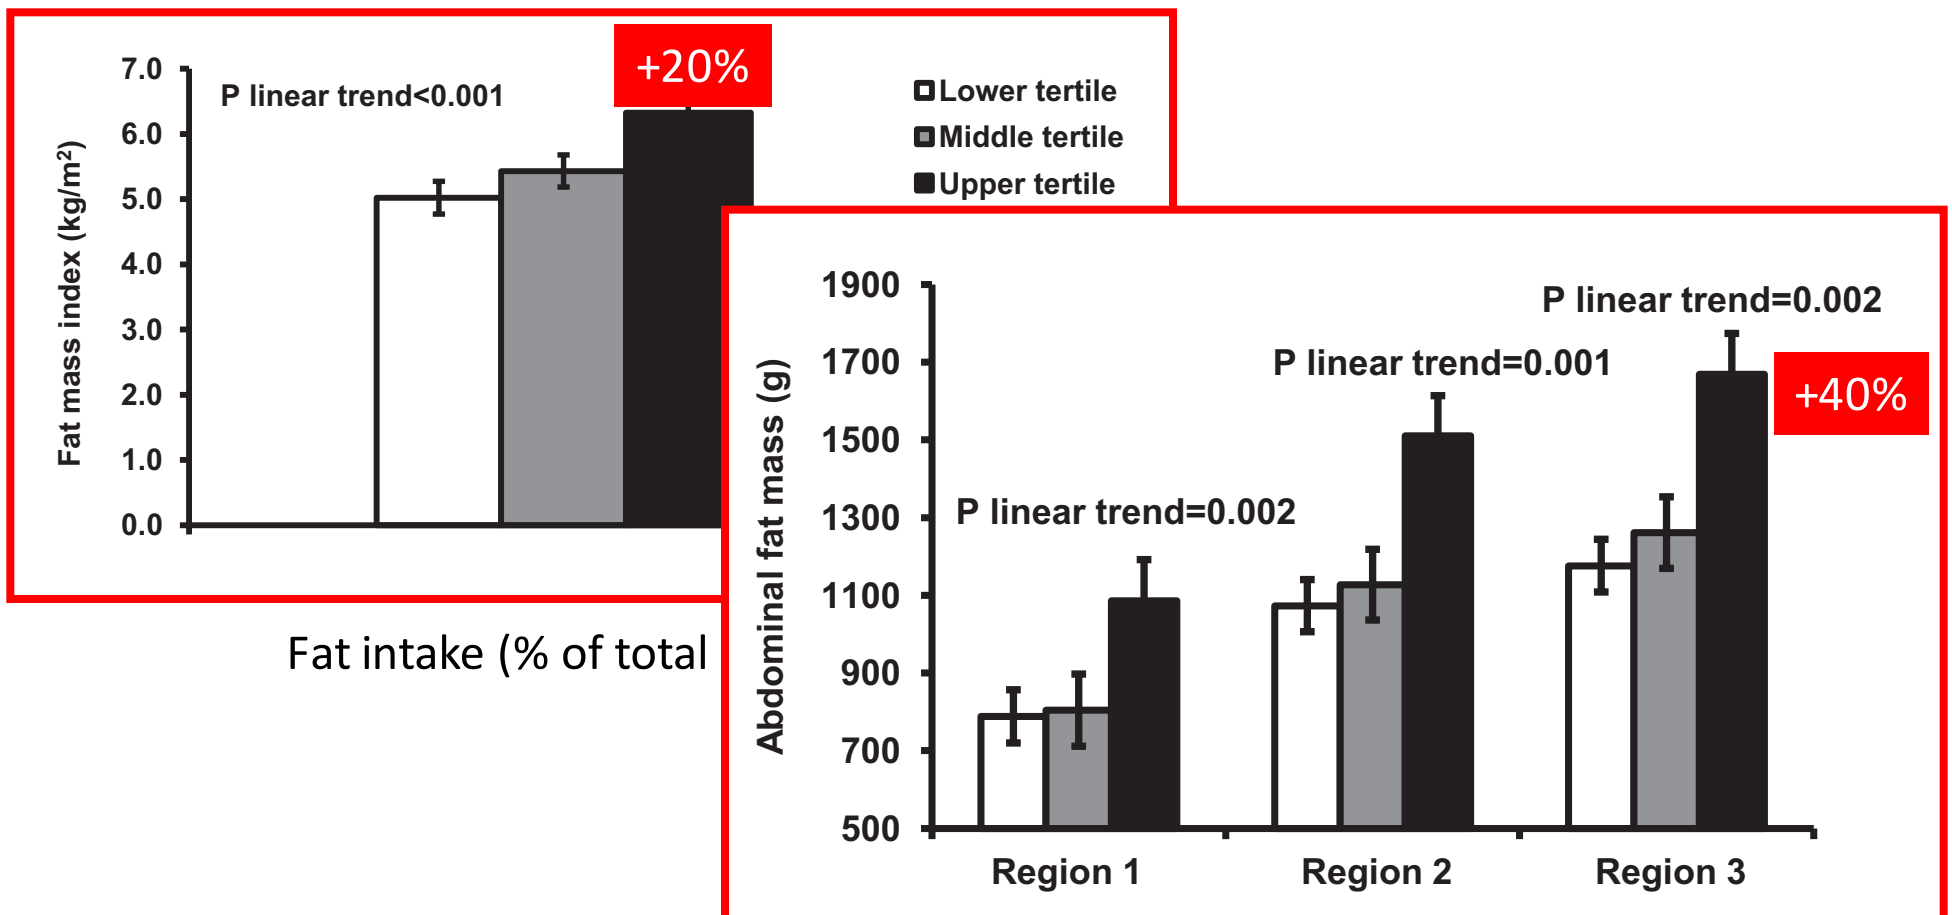 +20%
7.0
6.0
5.0
4.0
3.0
2.0
1.0
0.0
Fat mass index (kg/m²)
P linear trend<0.001
Lower tertile
Middle tertile
Upper tertile
Fat intake (% of total
1900
1700
1500
1300
1100
900
700
500
Abdominal fat mass (g)
P linear trend=0.002
P linear trend=0.001
P linear trend=0.002
+40%
Region 1
Region 2
Region 3